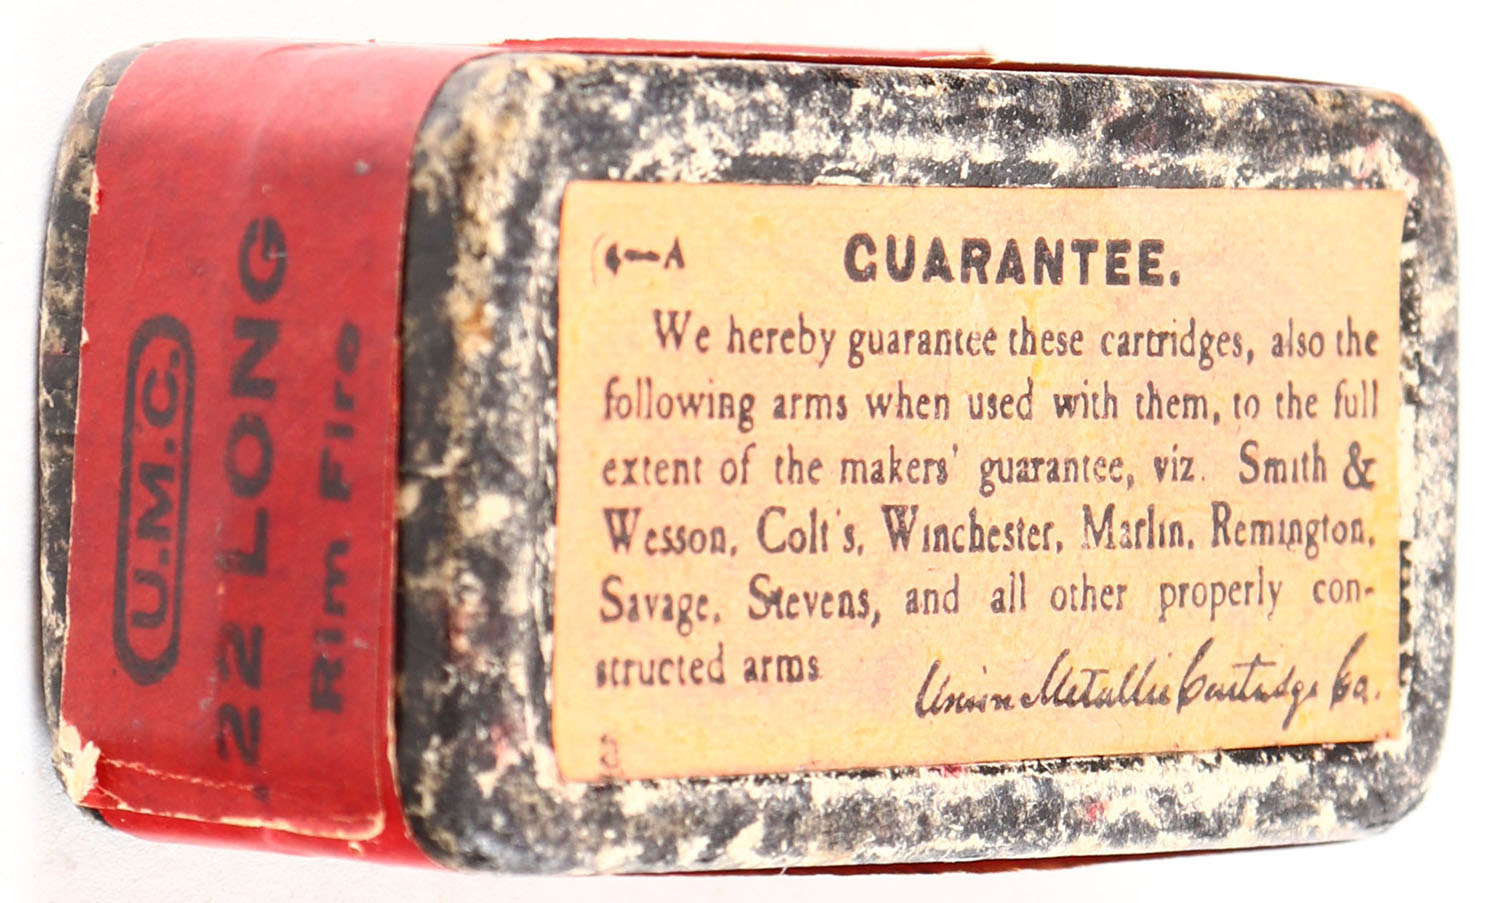 U.M.C.
22 LONG
Rim Fire
A
GUARANTEE.
We hereby guarantee these cartridges, also the
following arms when used with them, to the full
extent of the makers' guarantee, viz. Smith &
Wesson, Colt's, Winchester, Marlin, Remington,
Savage, Stevens, and all other properly con-
structed arms
Union Metallic Cartridge Co.